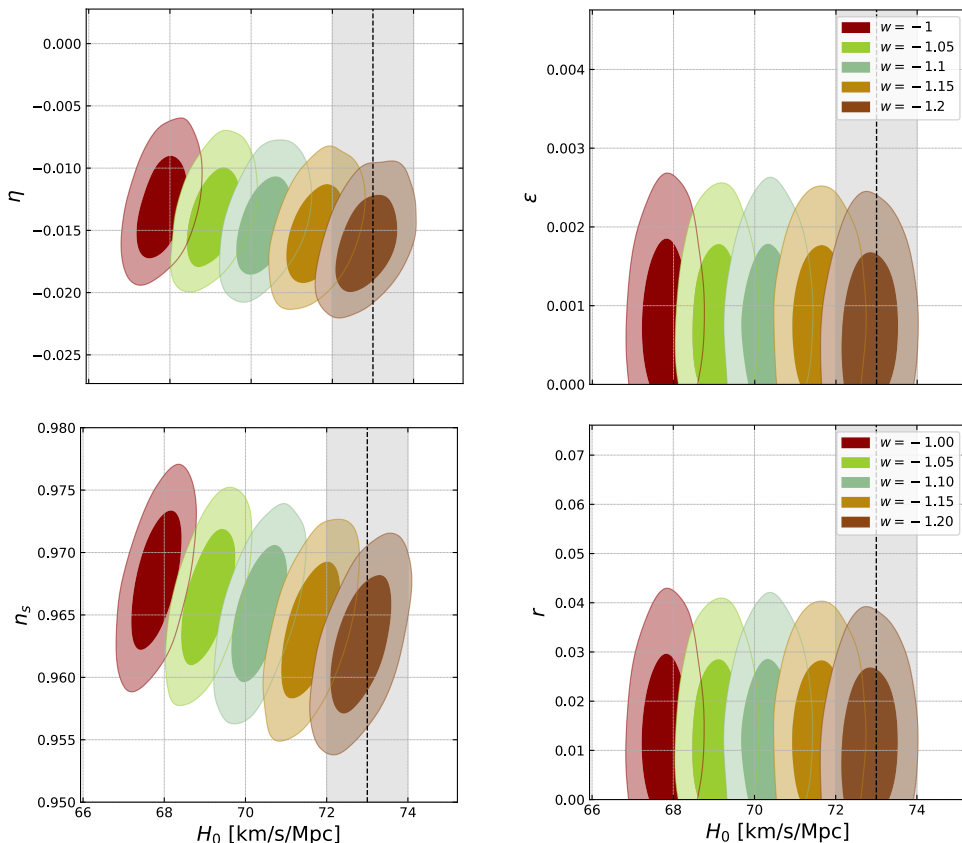 0.000
−0.005
−0.010
−0.015
−0.020
−0.025
η
0.004
0.003
0.002
0.001
0.000
ε
w = −1
w = −1.05
w = −1.1
w = −1.15
w = −1.2
0.980
0.975
0.970
0.965
0.960
0.955
0.950
nₛ
66
68
70
72
74
H₀ [km/s/Mpc]
0.07
0.06
0.05
0.04
0.03
0.02
0.01
0.00
r
w = −1.00
w = −1.05
w = −1.10
w = −1.15
w = −1.20
66
68
70
72
74
H₀ [km/s/Mpc]